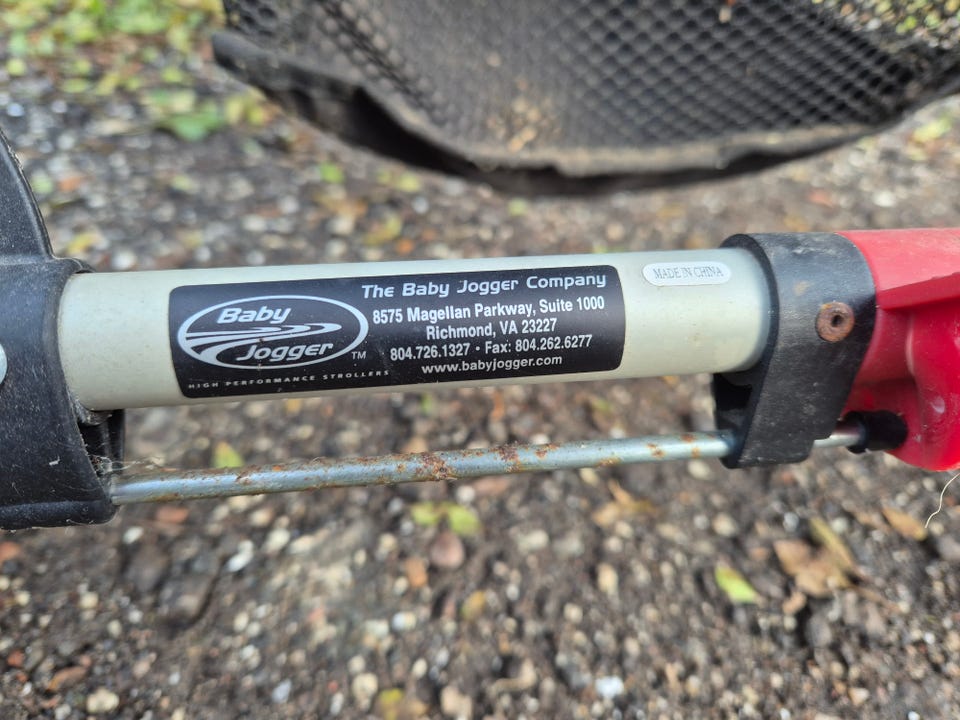 Baby
Jogger
TM
HIGH PERFORMANCE STROLLERS
The Baby Jogger Company
8575 Magellan Parkway, Suite 1000
Richmond, VA 23227
804.726.1327 • Fax: 804.262.6277
www.babyjogger.com
MADE IN CHINA